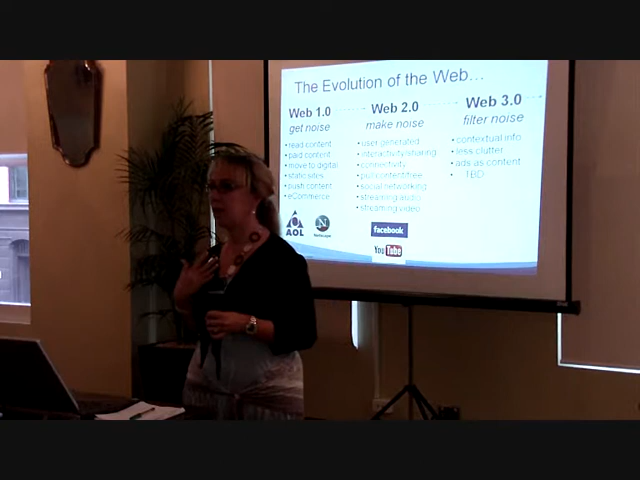 The Evolution of the Web...
Web 1.0
get noise
• read content
• paid content
• move to digital
• static sites
• push content
• eCommerce
AOL
Netscape
Web 2.0
make noise
• user generated
• interactivity/sharing
• connectivity
• pull content/free
• social networking
• streaming audio
• streaming video
facebook
YouTube
Web 3.0
filter noise
• contextual info
• less clutter
• ads as content
• TBD